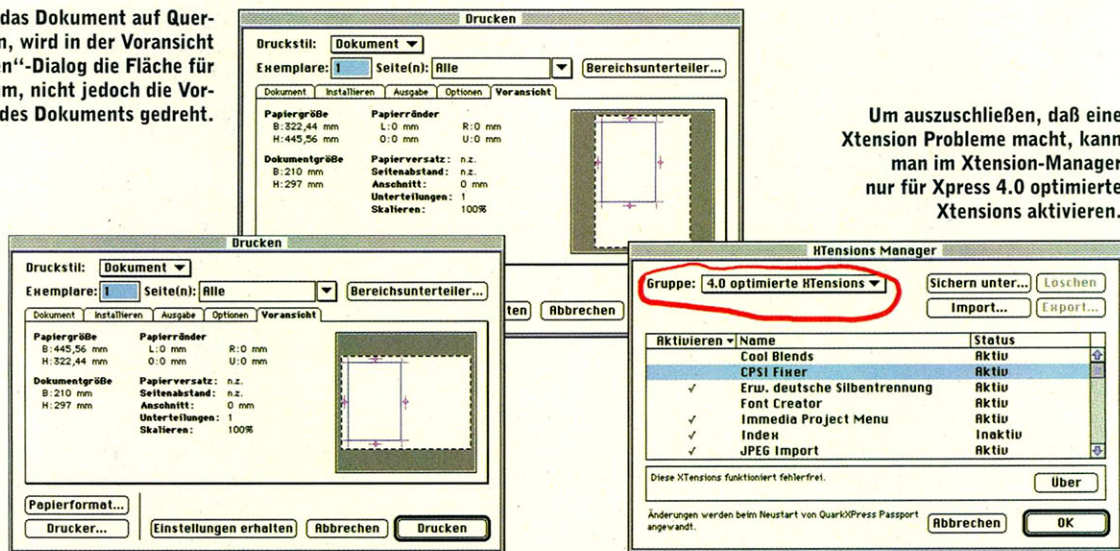 das Dokument auf Quer-
n, wird in der Voransicht
en“-Dialog die Fläche für
um, nicht jedoch die Vor-
des Dokuments gedreht.
Drucken
Druckstil: Dokument
Exemplare: 1 Seite(n): Alle Bereichsunterteiler...
Dokument Installieren Ausgabe Optionen Voransicht
Papiergröße Papierränder
B:322,44 mm L:0 mm R:0 mm
H:445,56 mm O:0 mm U:0 mm
Dokumentgröße Papierversatz: n.z.
B:210 mm Seitenabstand: n.z.
H:297 mm Anschnitt: 0 mm
Unterteilungen: 1
Skalieren: 100%
ten Abbrechen
Um auszuschließen, daß eine
Xtension Probleme macht, kann
man im Xtension-Manager
nur für Xpress 4.0 optimierte
Xtensions aktivieren.
Drucken
Druckstil: Dokument
Exemplare: 1 Seite(n): Alle Bereichsunterteiler...
Dokument Installieren Ausgabe Optionen Voransicht
Papiergröße Papierränder
B:445,56 mm L:0 mm R:0 mm
H:322,44 mm O:0 mm U:0 mm
Dokumentgröße Papierversatz: n.z.
B:210 mm Seitenabstand: n.z.
H:297 mm Anschnitt: 0 mm
Unterteilungen: 1
Skalieren: 100%
Papierformat...
Drucker... Einstellungen erhalten Abbrechen Drucken
XTensions Manager
Gruppe: 4.0 optimierte XTensions Sichern unter... Löschen
Import... Export...
Aktivieren Name Status
Cool Blends Aktiv
CPSI Fixer Aktiv
✓ Erw. deutsche Silbentrennung Aktiv
Font Creator Aktiv
✓ Immedia Project Menu Aktiv
✓ Index Inaktiv
✓ JPEG Import Aktiv
Diese XTensions funktioniert fehlerfrei. Über
Änderungen werden beim Neustart von QuarkXPress Passport
angewandt. Abbrechen OK